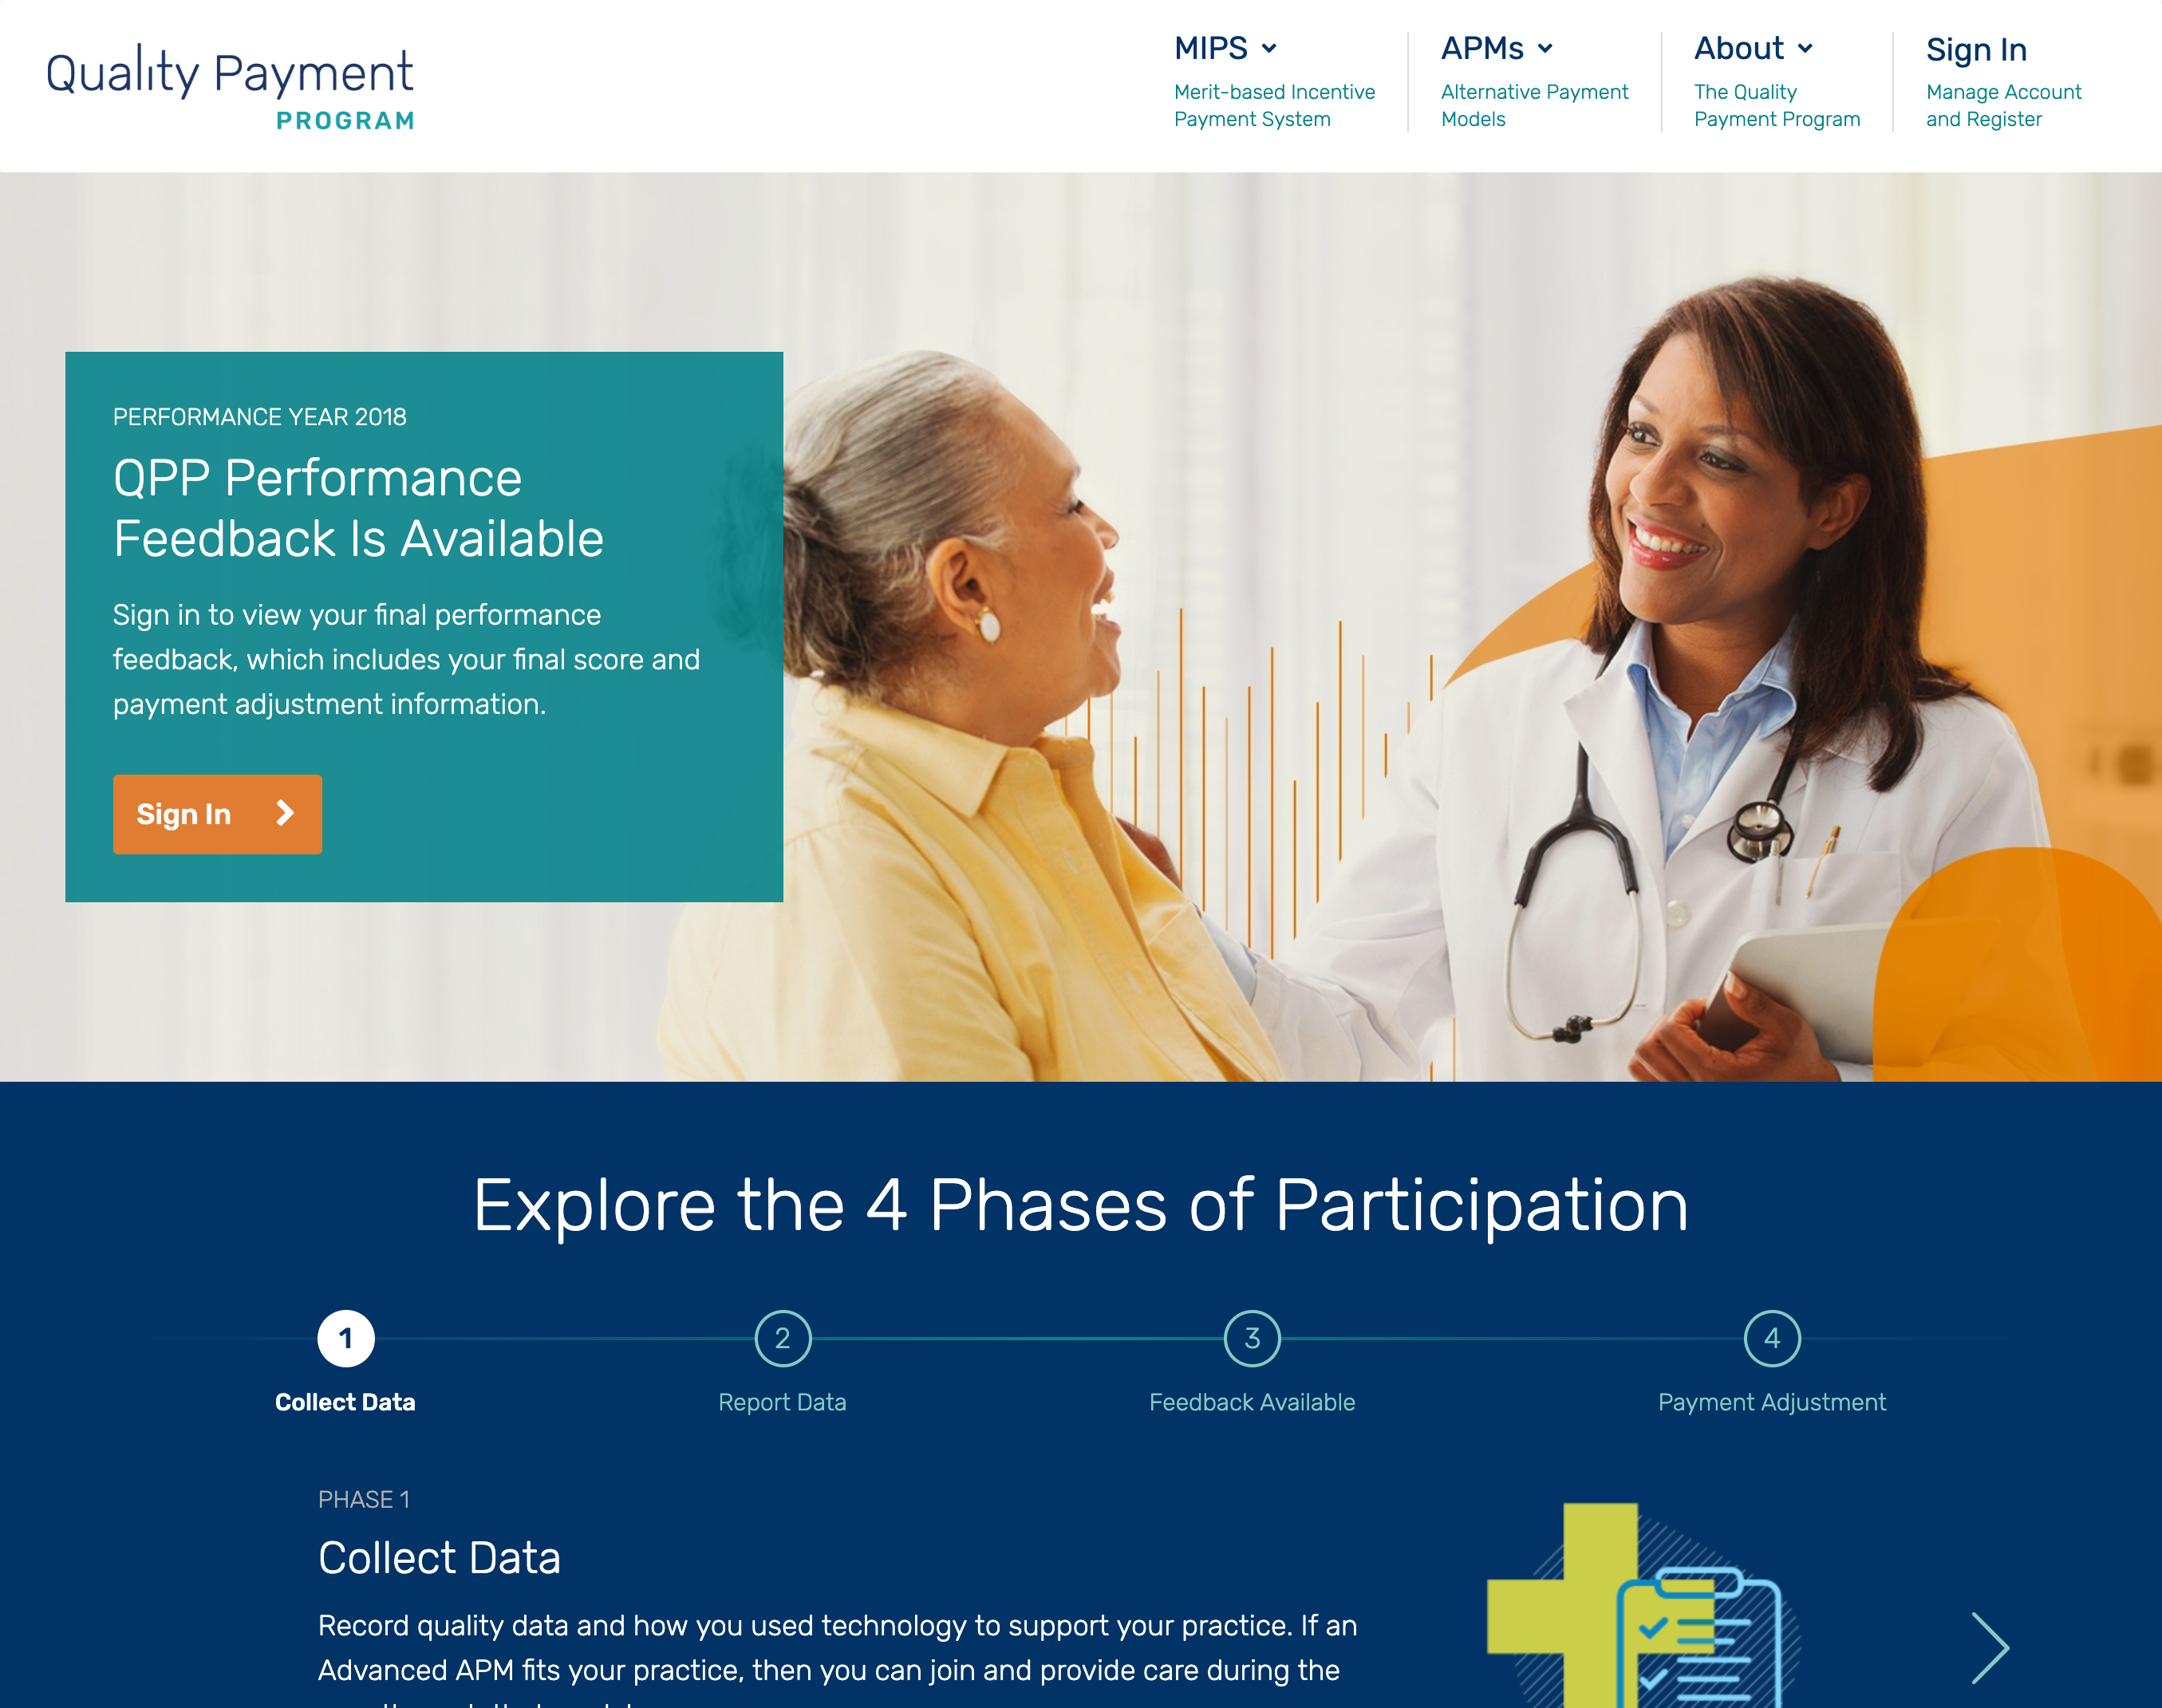 Quality Payment
PROGRAM
MIPS
Merit-based Incentive
Payment System
APMs
Alternative Payment
Models
About
The Quality
Payment Program
Sign In
Manage Account
and Register
PERFORMANCE YEAR 2018
QPP Performance
Feedback Is Available
Sign in to view your final performance
feedback, which includes your final score and
payment adjustment information.
Sign In
Explore the 4 Phases of Participation
1
Collect Data
2
Report Data
3
Feedback Available
4
Payment Adjustment
PHASE 1
Collect Data
Record quality data and how you used technology to support your practice. If an
Advanced APM fits your practice, then you can join and provide care during the